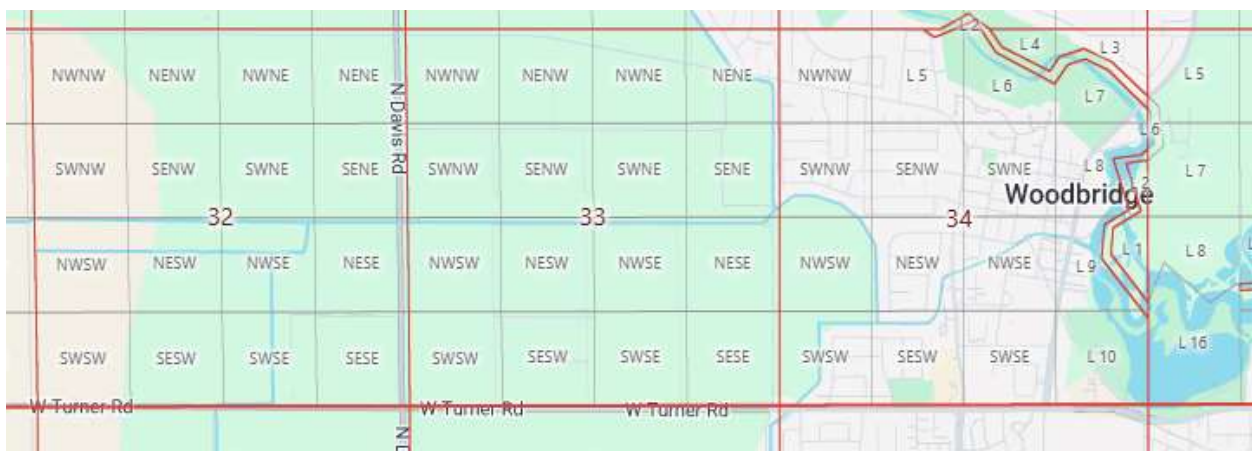 L 2
L 4
L 3
NWNW NENW NWNE NENE NWNW NENW NWNE NENE NWNW L 5 L 6 L 7 L 5
N Davis Rd
L 6
SWNW SENW SWNE SENE SWNW SENW SWNE SENE SWNW SENW SWNE L 8 L 7
Woodbridge
32 33 34
NWSW NESW NWSE NESE NWSW NESW NWSE NESE NWSW NESW NWSE L 9 L 1 L 8
SWSW SESW SWSE SESE SWSW SESW SWSE SESE SWSW SESW SWSE L 10 L 16
W Turner Rd W Turner Rd W Turner Rd